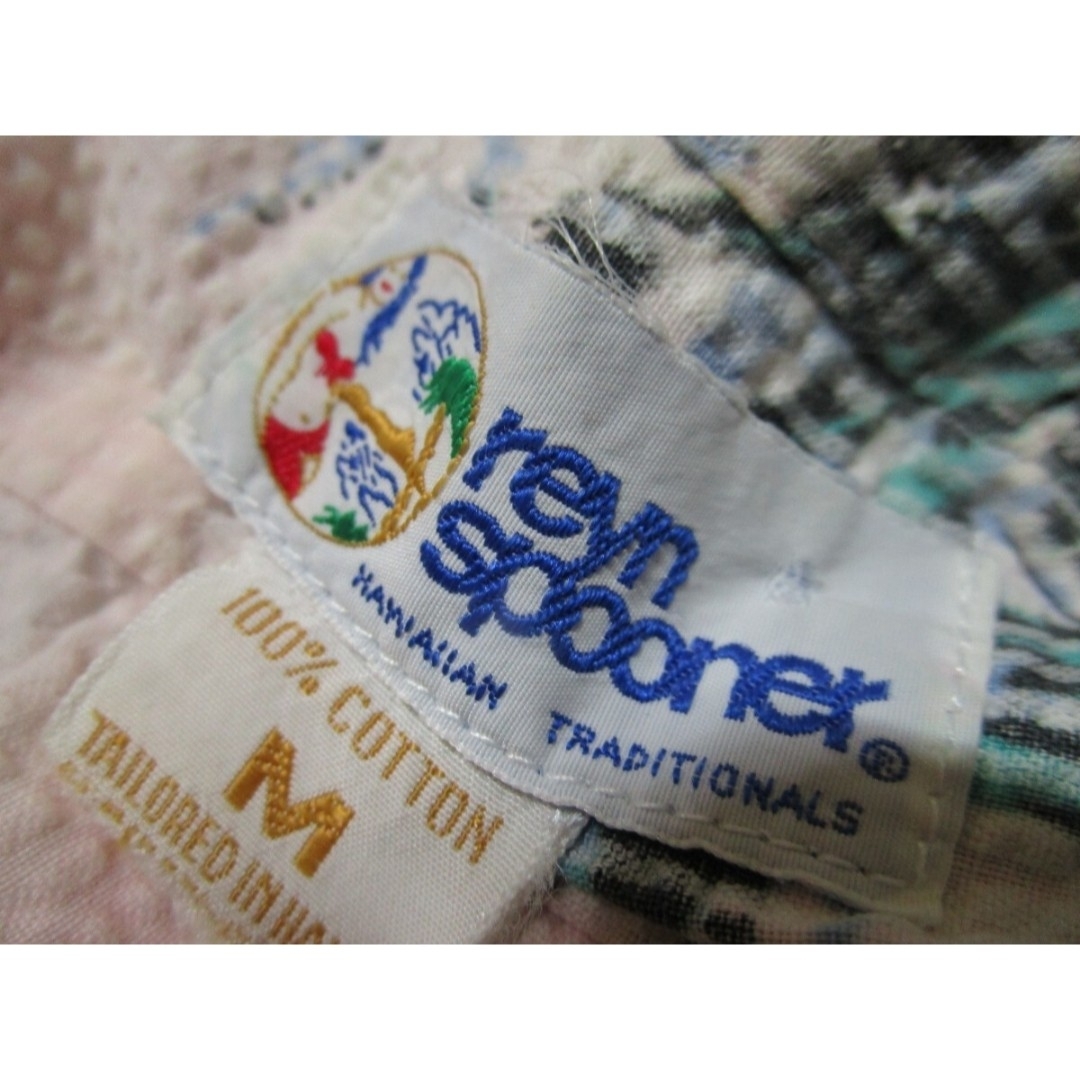 reyn
spooner®
HAWAIIAN TRADITIONALS
100% COTTON
M
TAILORED IN HA